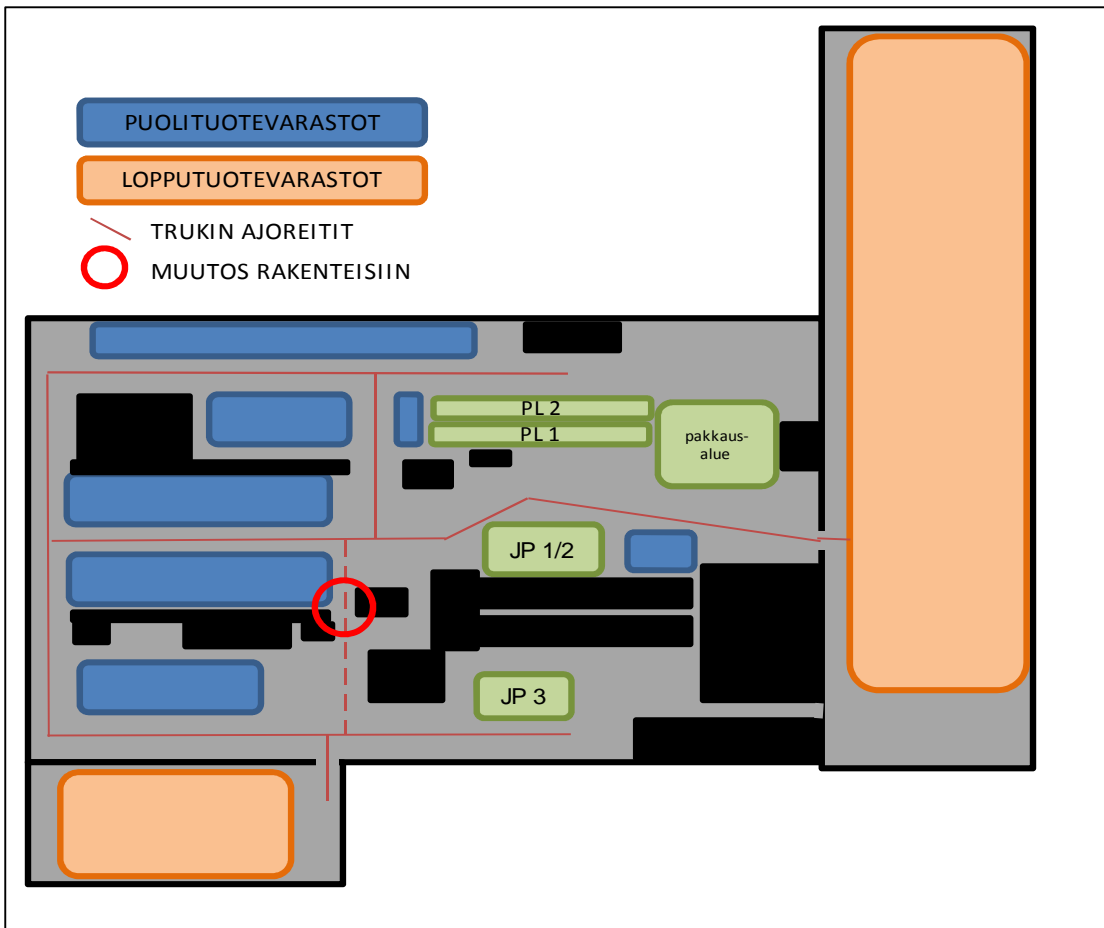 PUOLITUOTEVARASTOT
LOPPUTUOTEVARASTOT
TRUKIN AJOREITIT
MUUTOS RAKENTEISIIN
PL 2
PL 1
pakkaus-
alue
JP 1/2
JP 3